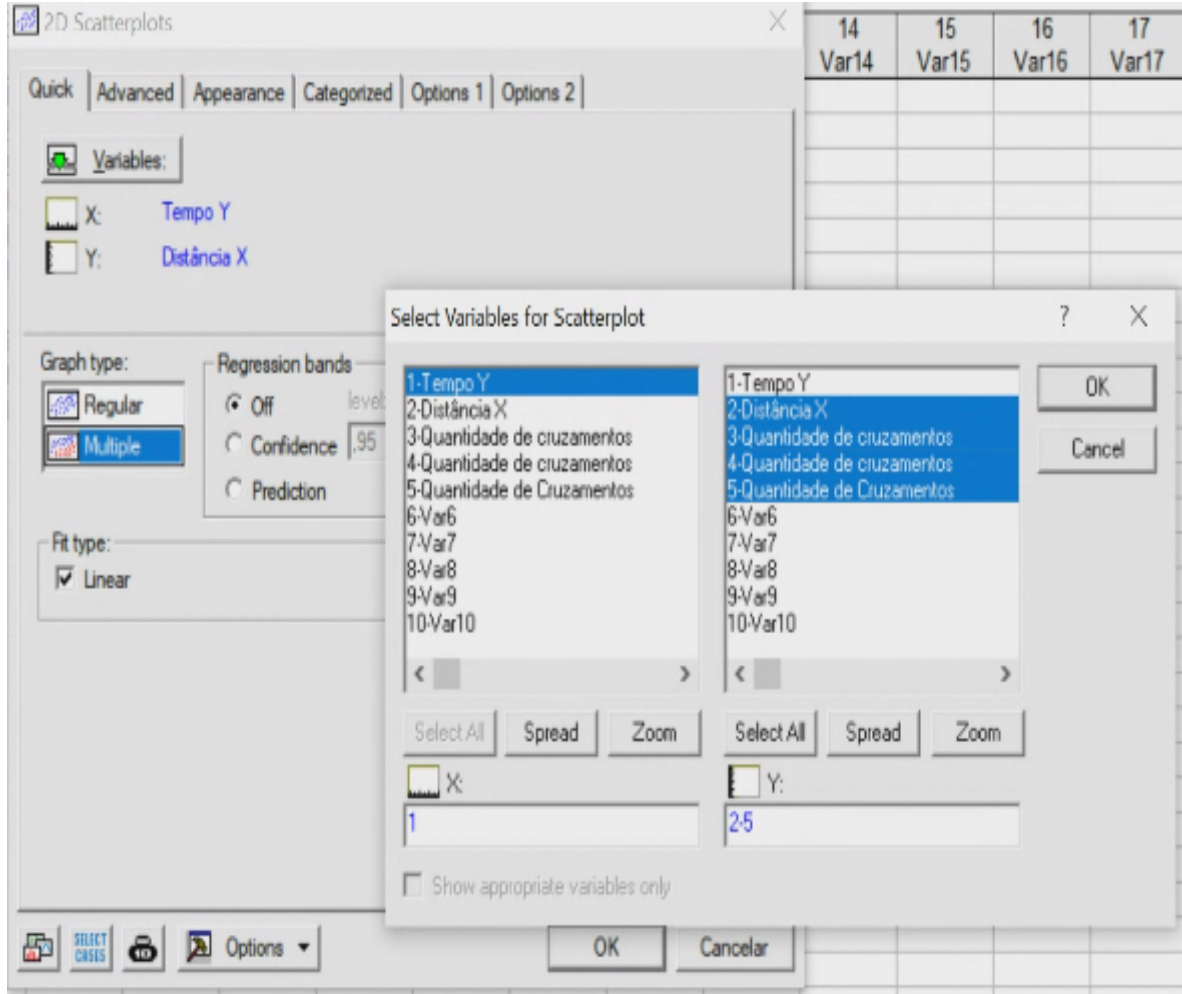 2D Scatterplots
14 15 16 17
Var14 Var15 Var16 Var17
Quick Advanced Appearance Categorized Options 1 Options 2
Variables:
X: Tempo Y
Y: Distância X
Graph type:
Regular
Multiple
Regression bands
Off
Confidence ,95
Prediction
Fit type:
Linear
Select Variables for Scatterplot ?
1-Tempo Y
2-Distância X
3-Quantidade de cruzamentos
4-Quantidade de cruzamentos
5-Quantidade de Cruzamentos
6-Var6
7-Var7
8-Var8
9-Var9
10-Var10
Select All Spread Zoom
X:
1
1-Tempo Y
2-Distância X
3-Quantidade de cruzamentos
4-Quantidade de cruzamentos
5-Quantidade de Cruzamentos
6-Var6
7-Var7
8-Var8
9-Var9
10-Var10
Select All Spread Zoom
Y:
2-5
OK
Cancel
Show appropriate variables only
SELECT
CASES
Options
OK Cancelar